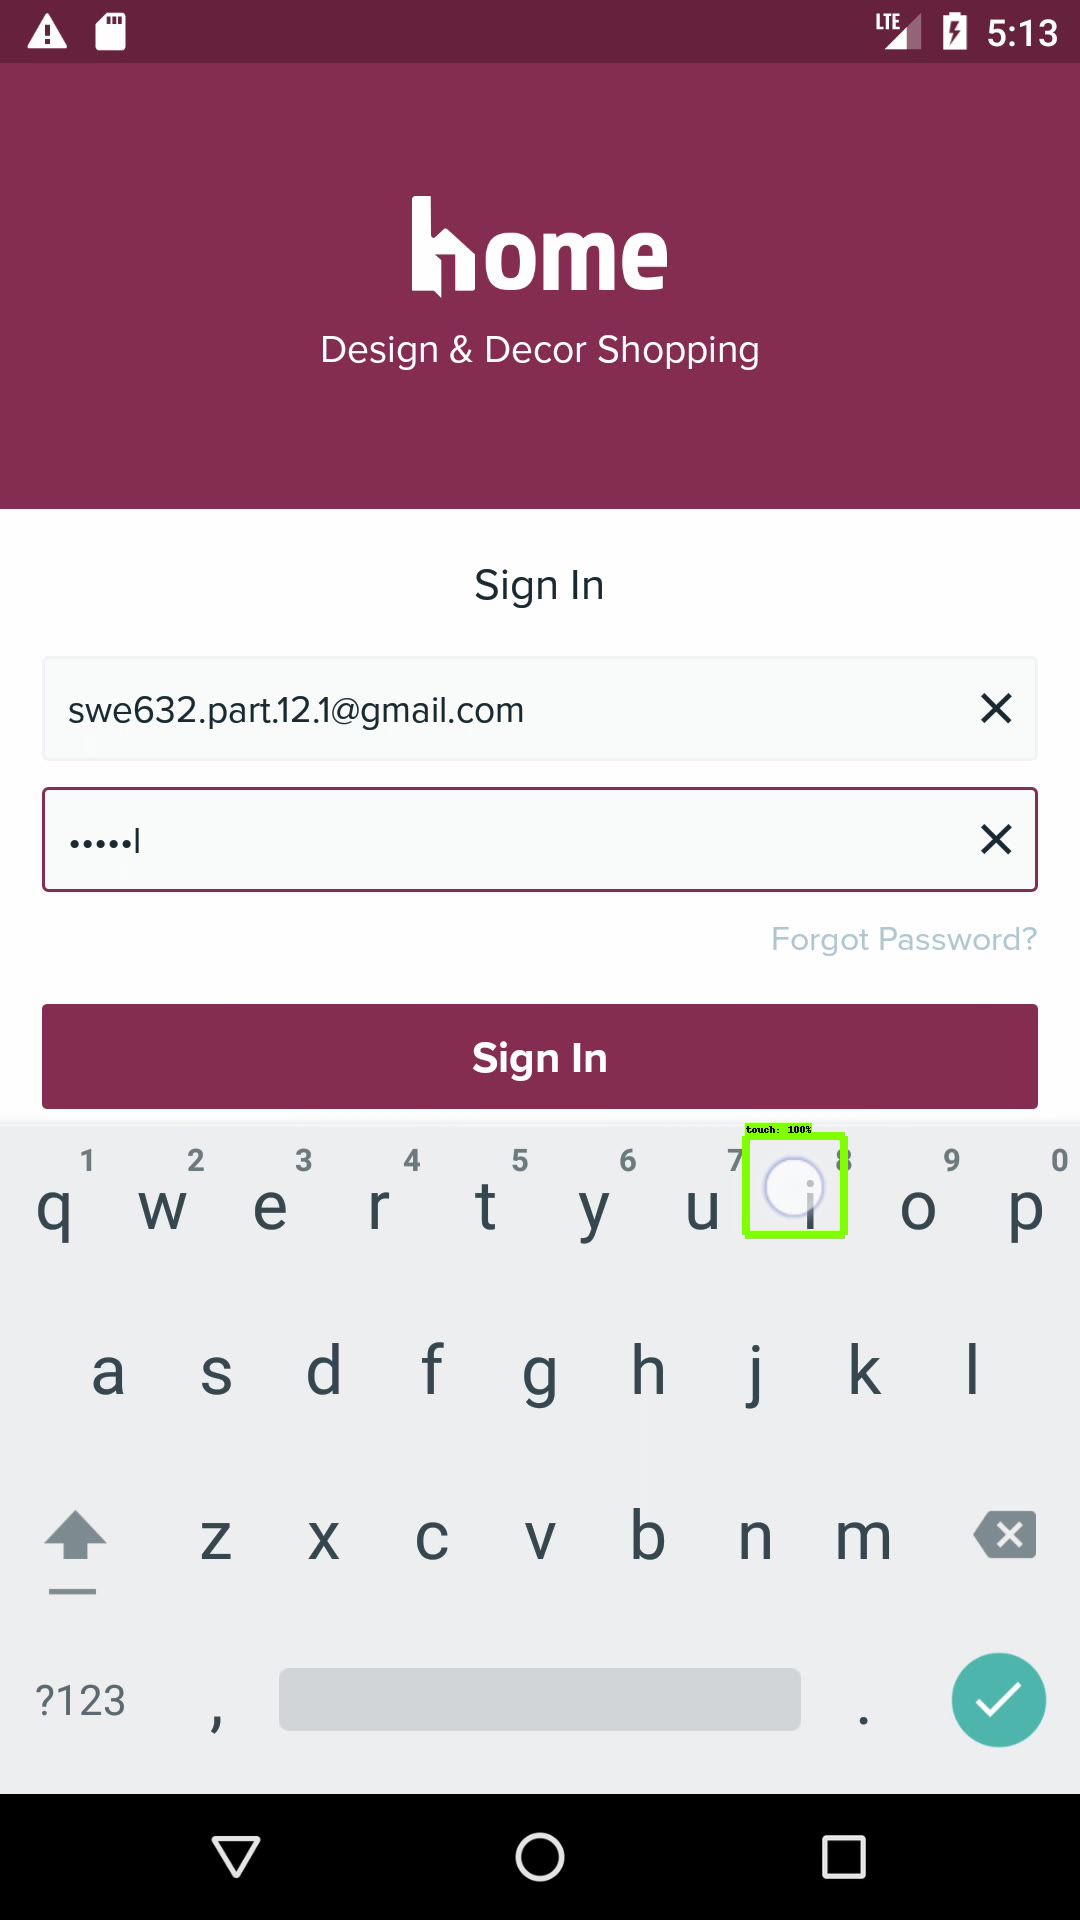 LTE 5:13
home
Design & Decor Shopping
Sign In
swe632.part.12.1@gmail.com
•••••
Forgot Password?
Sign In
touch: 100%
1 2 3 4 5 6 7 8 9 0
q w e r t y u i o p
a s d f g h j k l
z x c v b n m
?123 , .